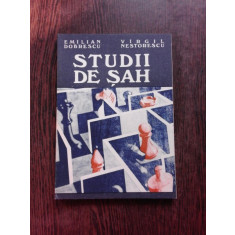 EMILIAN DOBRESCU
VIRGIL NESTORESCU
STUDII
DE ŞAH